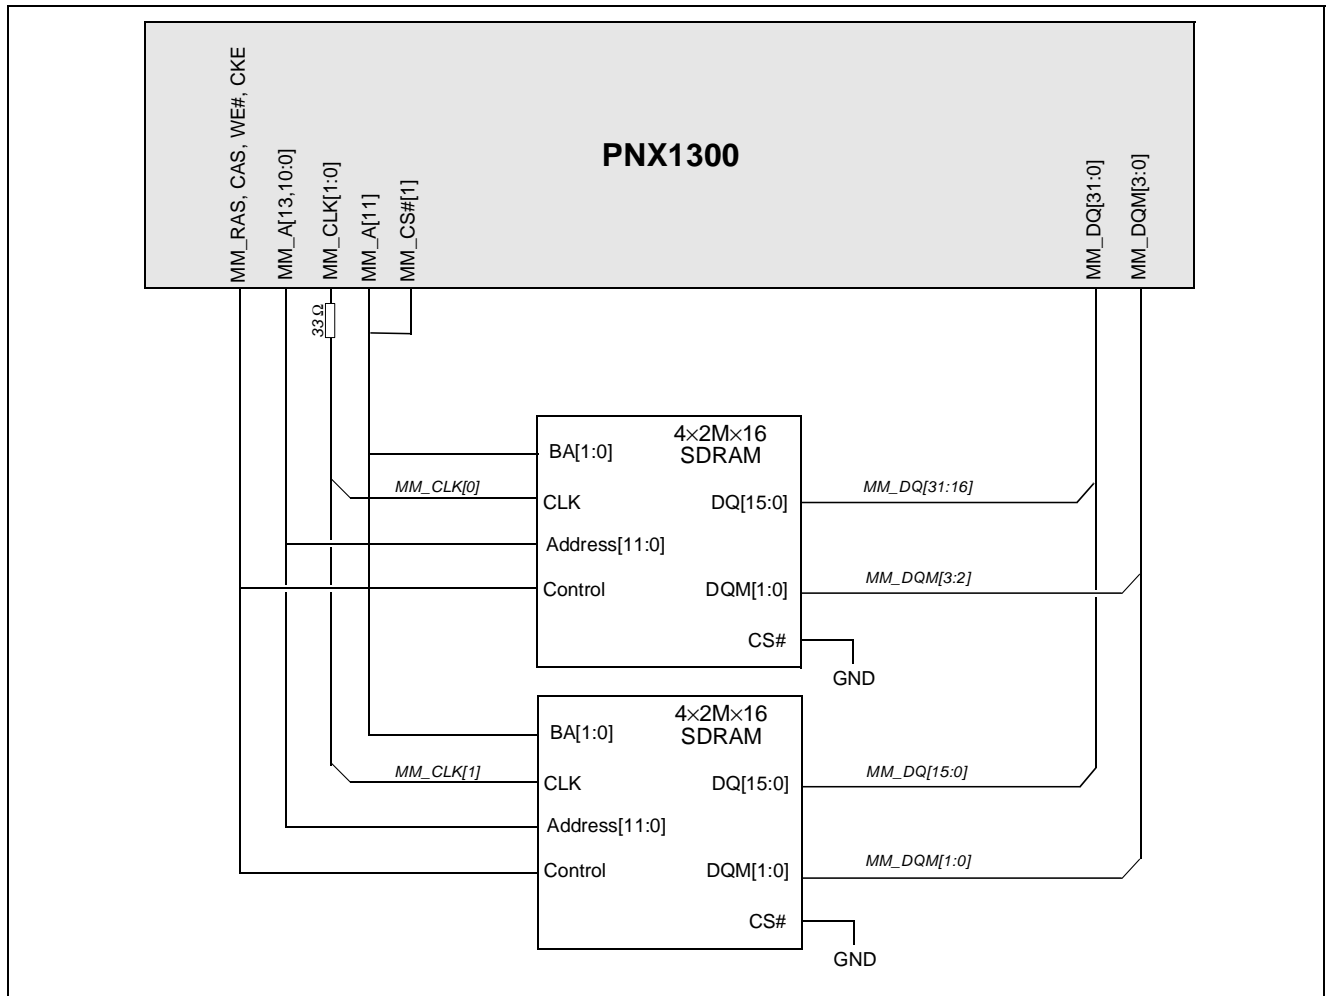 PNX1300
MM_RAS, CAS, WE#, CKE
MM_A[13,10:0]
MM_CLK[1:0]
MM_A[11]
MM_CS#[1]
MM_DQ[31:0]
MM_DQM[3:0]
33 Ω
4×2M×16
SDRAM
BA[1:0]
CLK
Address[11:0]
Control
DQ[15:0]
DQM[1:0]
CS#
MM_CLK[0]
MM_DQ[31:16]
MM_DQM[3:2]
GND
4×2M×16
SDRAM
BA[1:0]
CLK
Address[11:0]
Control
DQ[15:0]
DQM[1:0]
CS#
MM_CLK[1]
MM_DQ[15:0]
MM_DQM[1:0]
GND